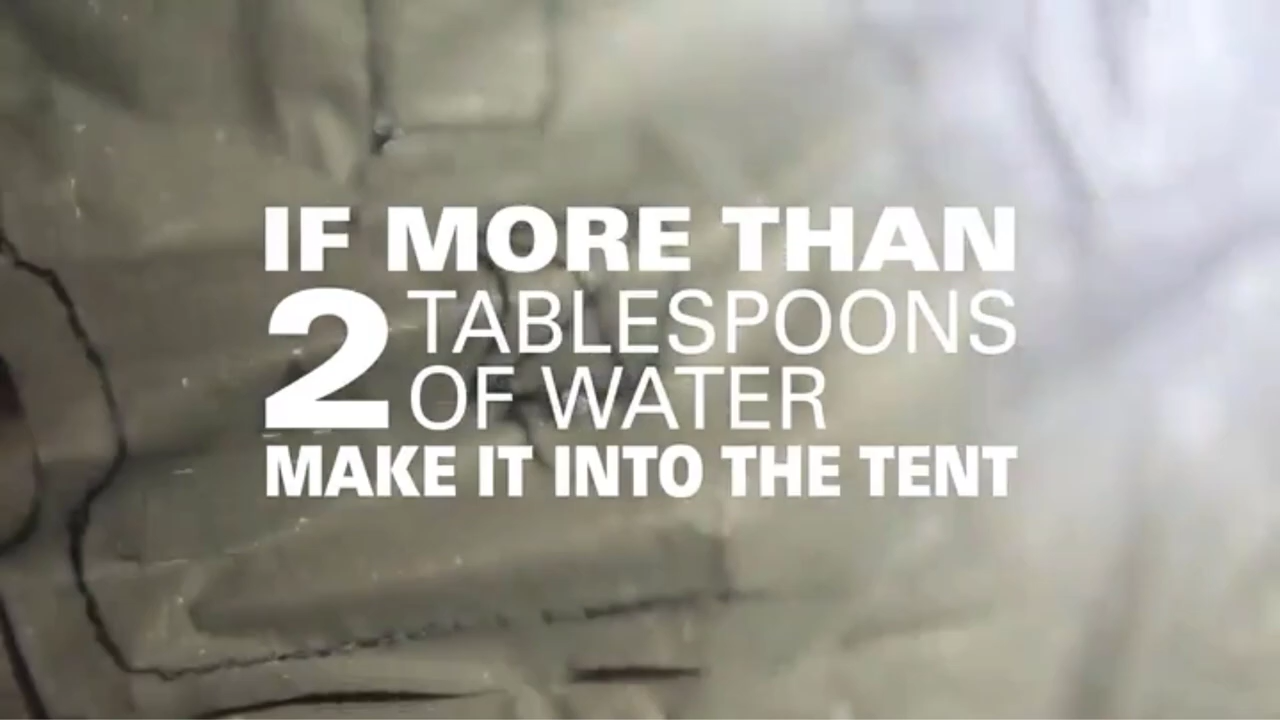 IF MORE THAN
2 TABLESPOONS
OF WATER
MAKE IT INTO THE TENT